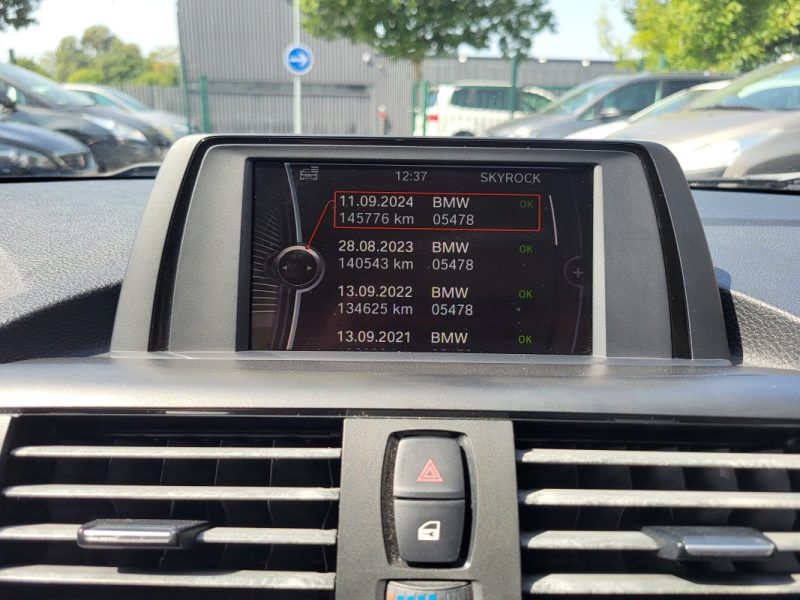 12:37 SKYROCK
11.09.2024 BMW OK
145776 km 05478
28.08.2023 BMW OK
140543 km 05478
13.09.2022 BMW OK
134625 km 05478
13.09.2021 BMW OK